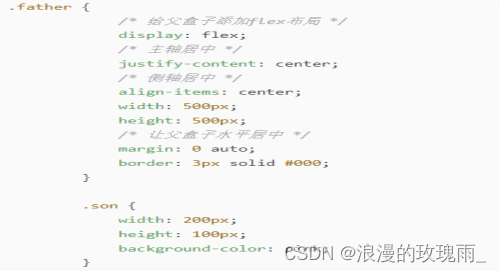 .father {
/* 给父盒子添加flex布局 */
display: flex;
/* 主轴居中 */
justify-content: center;
/* 侧轴居中 */
align-items: center;
width: 500px;
height: 500px;
/* 让父盒子水平居中 */
margin: 0 auto;
border: 3px solid #000;
}
.son {
width: 200px;
height: 100px;
background-color: pink;
}
CSDN @浪漫的玫瑰雨_